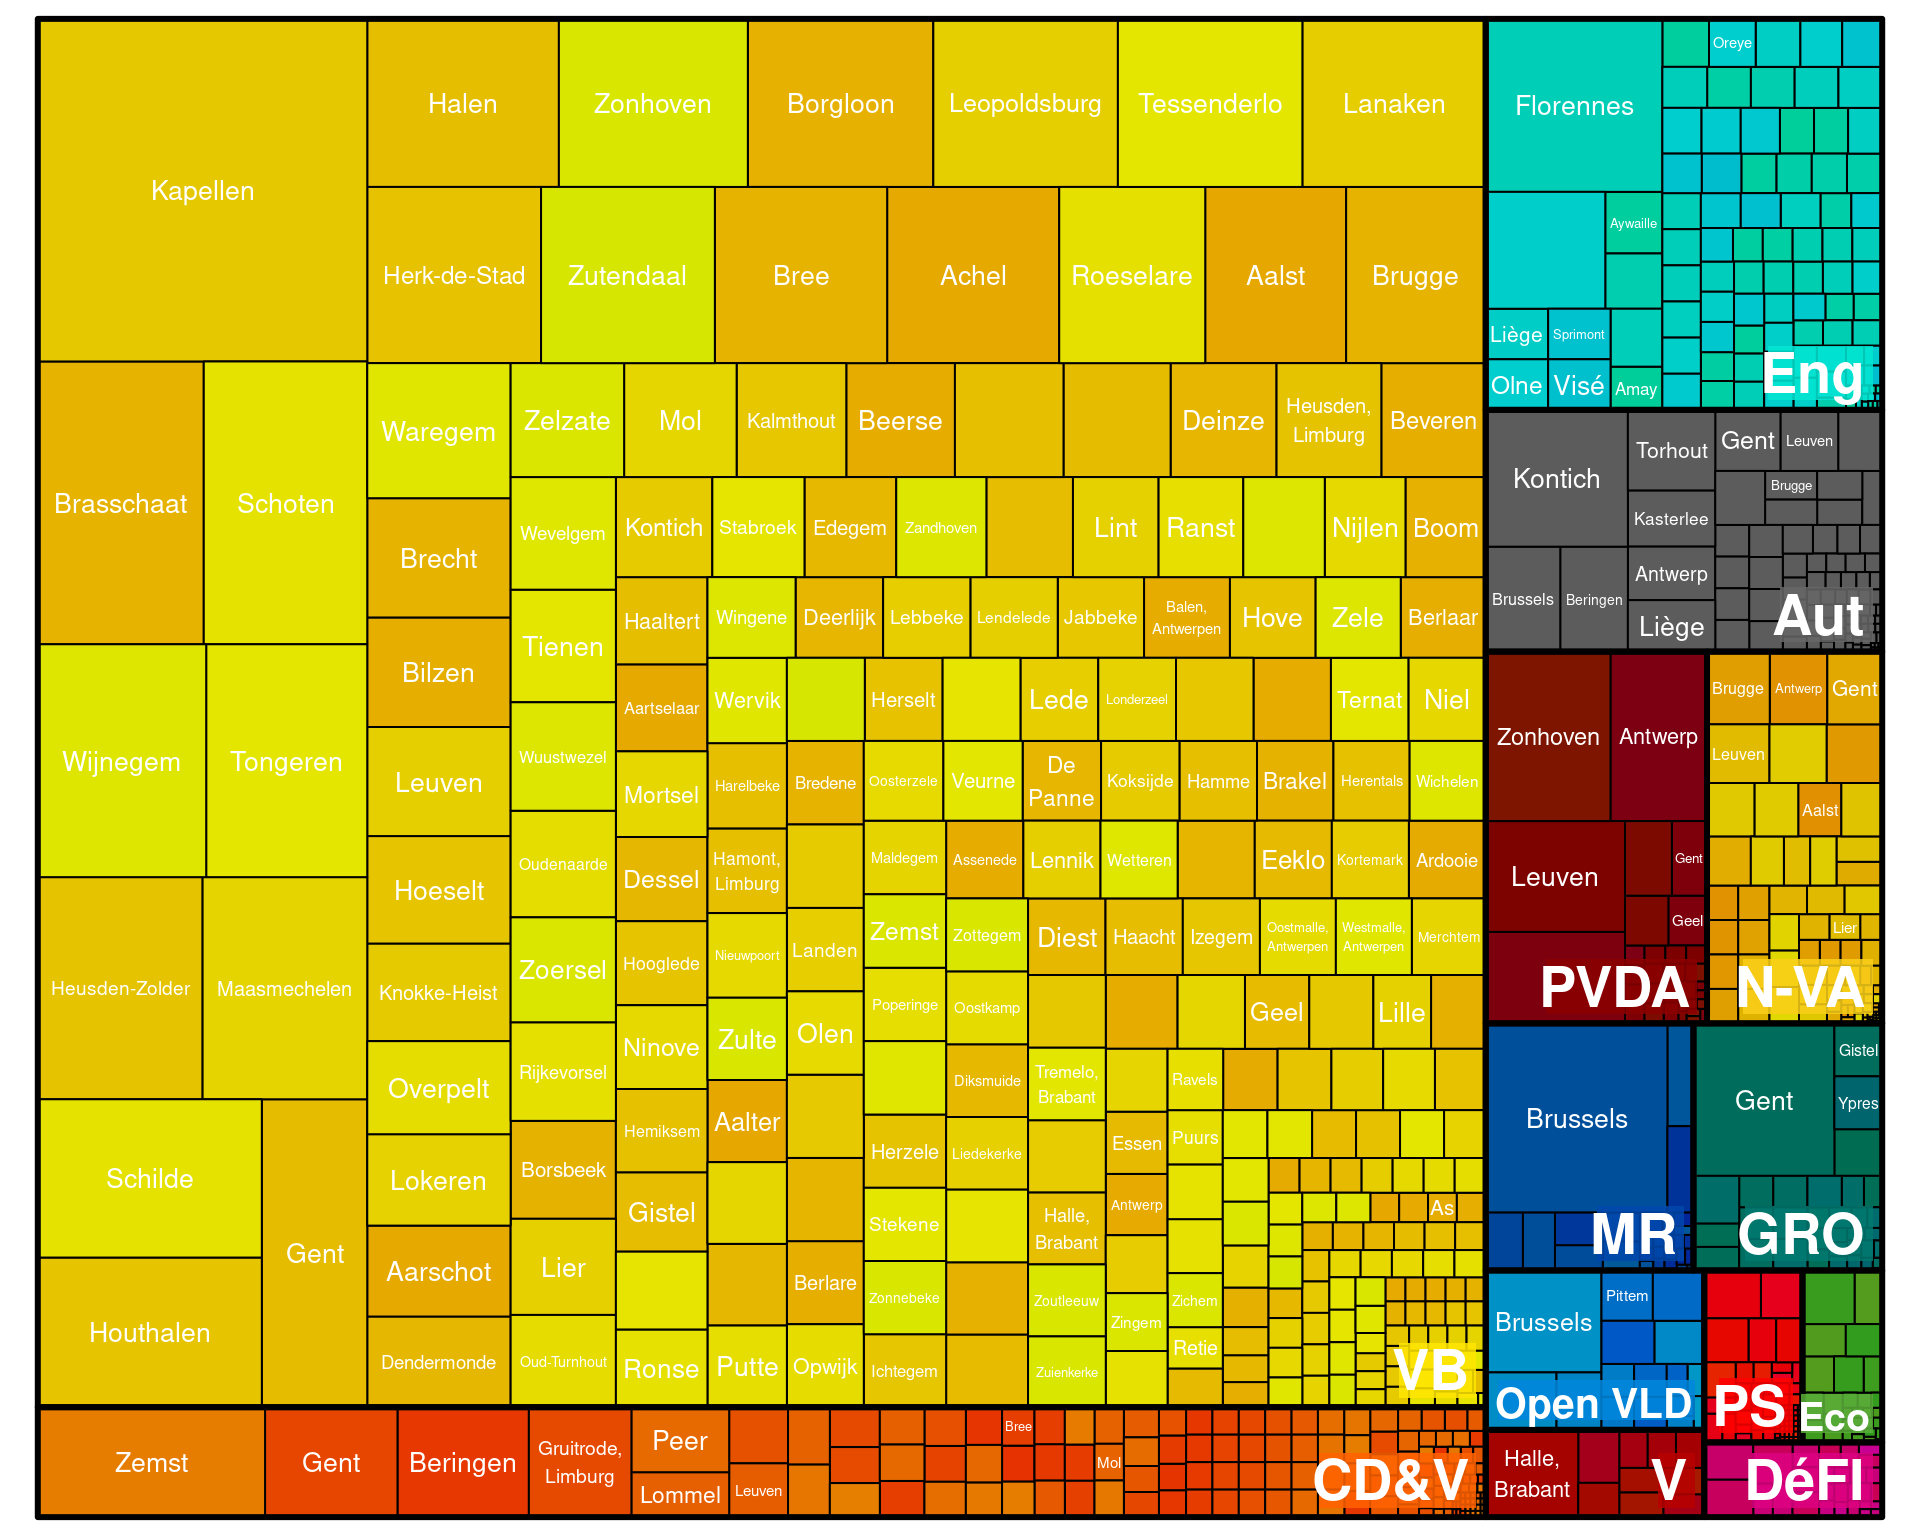 Kapellen
Halen
Zonhoven
Borgloon
Leopoldsburg
Tessenderlo
Lanaken
Herk-de-Stad
Zutendaal
Bree
Achel
Roeselare
Aalst
Brugge
Brasschaat
Schoten
Wijnegem
Tongeren
Heusden-Zolder
Maasmechelen
Schilde
Houthalen
Gent
Waregem
Brecht
Bilzen
Leuven
Hoeselt
Knokke-Heist
Overpelt
Lokeren
Aarschot
Dendermonde
Zelzate
Mol
Kalmthout
Beerse
Deinze
Heusden,
Limburg
Beveren
Wevelgem
Tienen
Wuustwezel
Oudenaarde
Zoersel
Rijkevorsel
Borsbeek
Lier
Oud-Turnhout
Kontich
Stabroek
Edegem
Zandhoven
Lint
Ranst
Nijlen
Boom
Haaltert
Aartselaar
Mortsel
Dessel
Hooglede
Ninove
Hemiksem
Gistel
Ronse
Wingene
Deerlijk
Lebbeke
Lendelede
Jabbeke
Balen,
Antwerpen
Hove
Zele
Berlaar
Wervik
Harelbeke
Hamont,
Limburg
Nieuwpoort
Zulte
Aalter
Putte
Bredene
Landen
Olen
Berlare
Opwijk
Herselt
Lede
Londerzeel
Ternat
Niel
Oosterzele
Veurne
De
Panne
Koksijde
Hamme
Brakel
Herentals
Wichelen
Maldegem
Assenede
Lennik
Wetteren
Eeklo
Kortemark
Ardooie
Zemst
Poperinge
Herzele
Stekene
Zonnebeke
Ichtegem
Zottegem
Oostkamp
Diksmuide
Liedekerke
Diest
Haacht
Izegem
Oostmalle,
Antwerpen
Westmalle,
Antwerpen
Merchtem
Geel
Lille
Tremelo,
Brabant
Halle,
Brabant
Zoutleeuw
Zuienkerke
Essen
Antwerp
Zingem
Ravels
Puurs
Zichem
Retie
As
VB
Zemst
Gent
Beringen
Gruitrode,
Limburg
Peer
Lommel
Leuven
Bree
Mol
CD&V
Florennes
Oreye
Aywaille
Liège
Sprimont
Olne
Visé
Amay
Eng
Kontich
Torhout
Kasterlee
Brussels
Beringen
Antwerp
Liège
Gent
Leuven
Brugge
Aut
Zonhoven
Antwerp
Leuven
Gent
Geel
PVDA
Brugge
Antwerp
Gent
Leuven
Aalst
Lier
N-VA
Brussels
MR
Gent
Gistel
Ypres
GRO
Brussels
Pittem
Open VLD
PS
Eco
Halle,
Brabant
V
DéFI